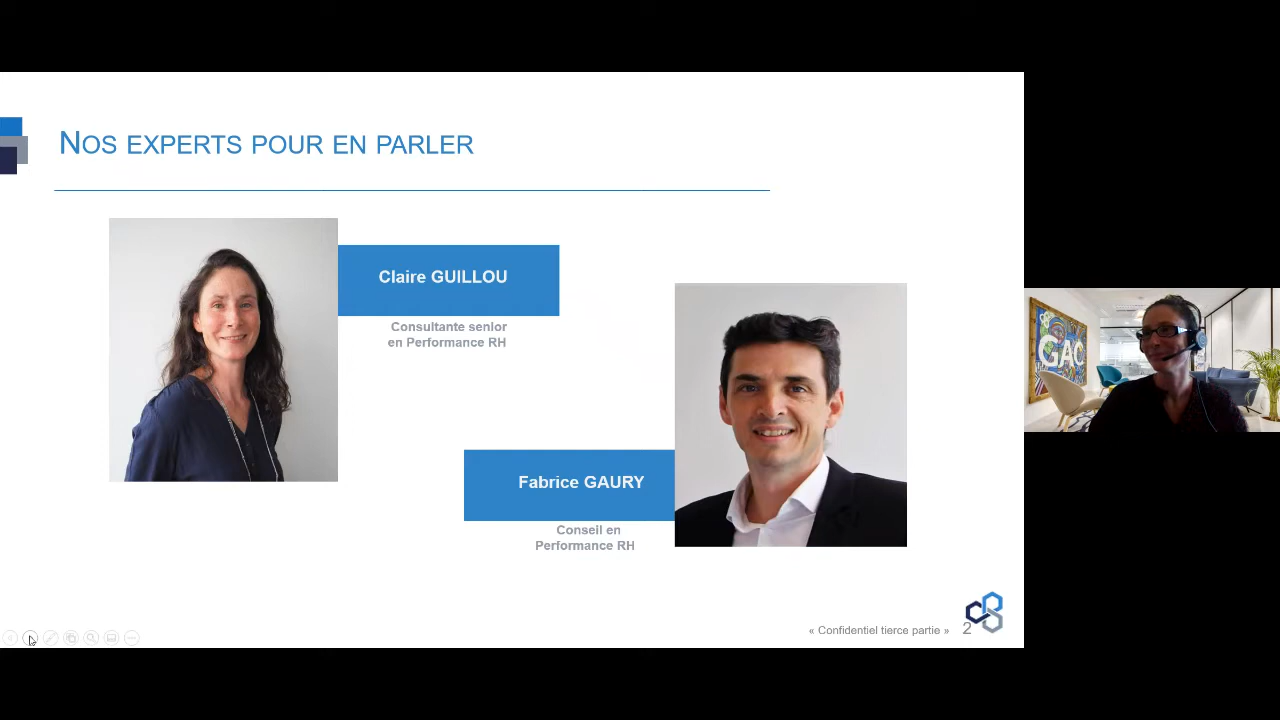 NOS EXPERTS POUR EN PARLER
Claire GUILLOU
Consultante senior
en Performance RH
GAC
Fabrice GAURY
Conseil en
Performance RH
« Confidentiel tierce partie » 2